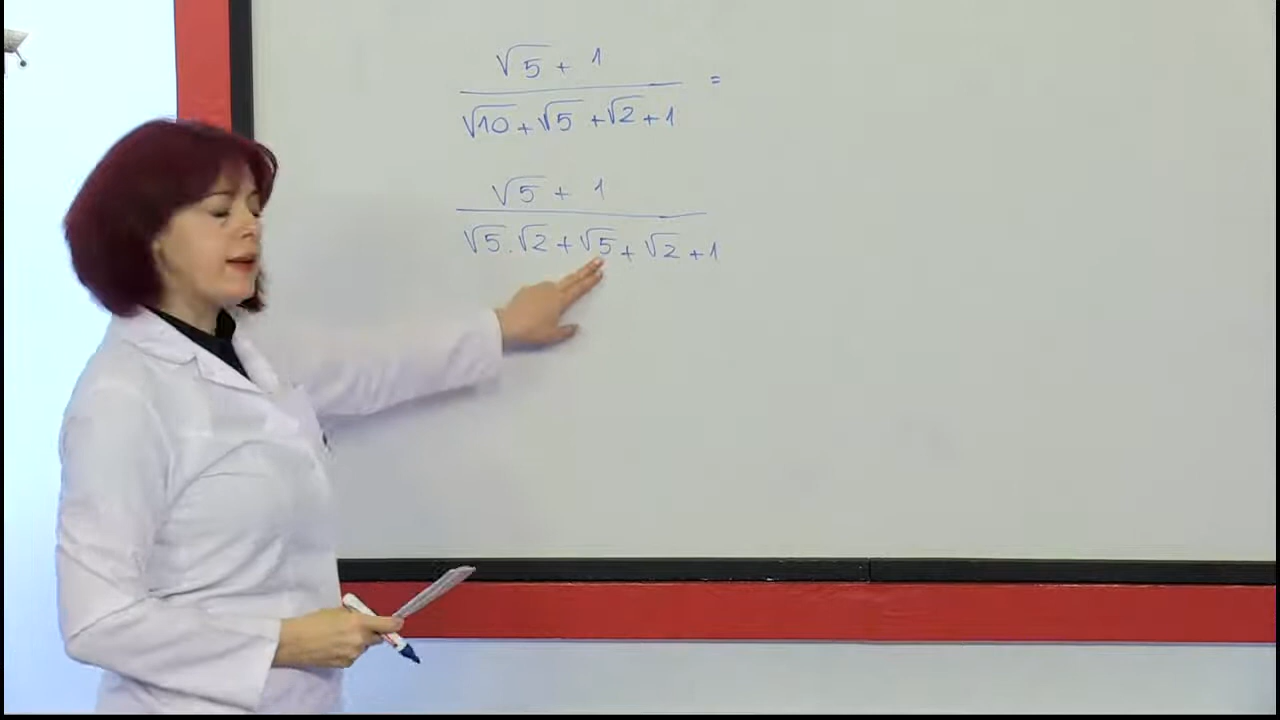 √5 + 1
√10 + √5 + √2 + 1
=
√5 + 1
√5 . √2 + √5 + √2 + 1